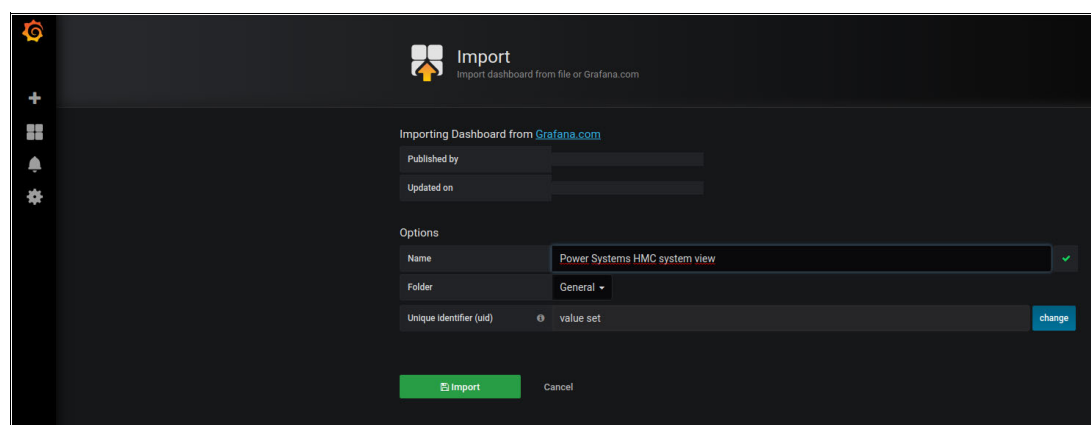 Import
Import dashboard from file or Grafana.com
Importing Dashboard from Grafana.com
Published by
Updated on
Options
Name Power Systems HMC system view
Folder General
Unique identifier (uid) value set change
Import Cancel